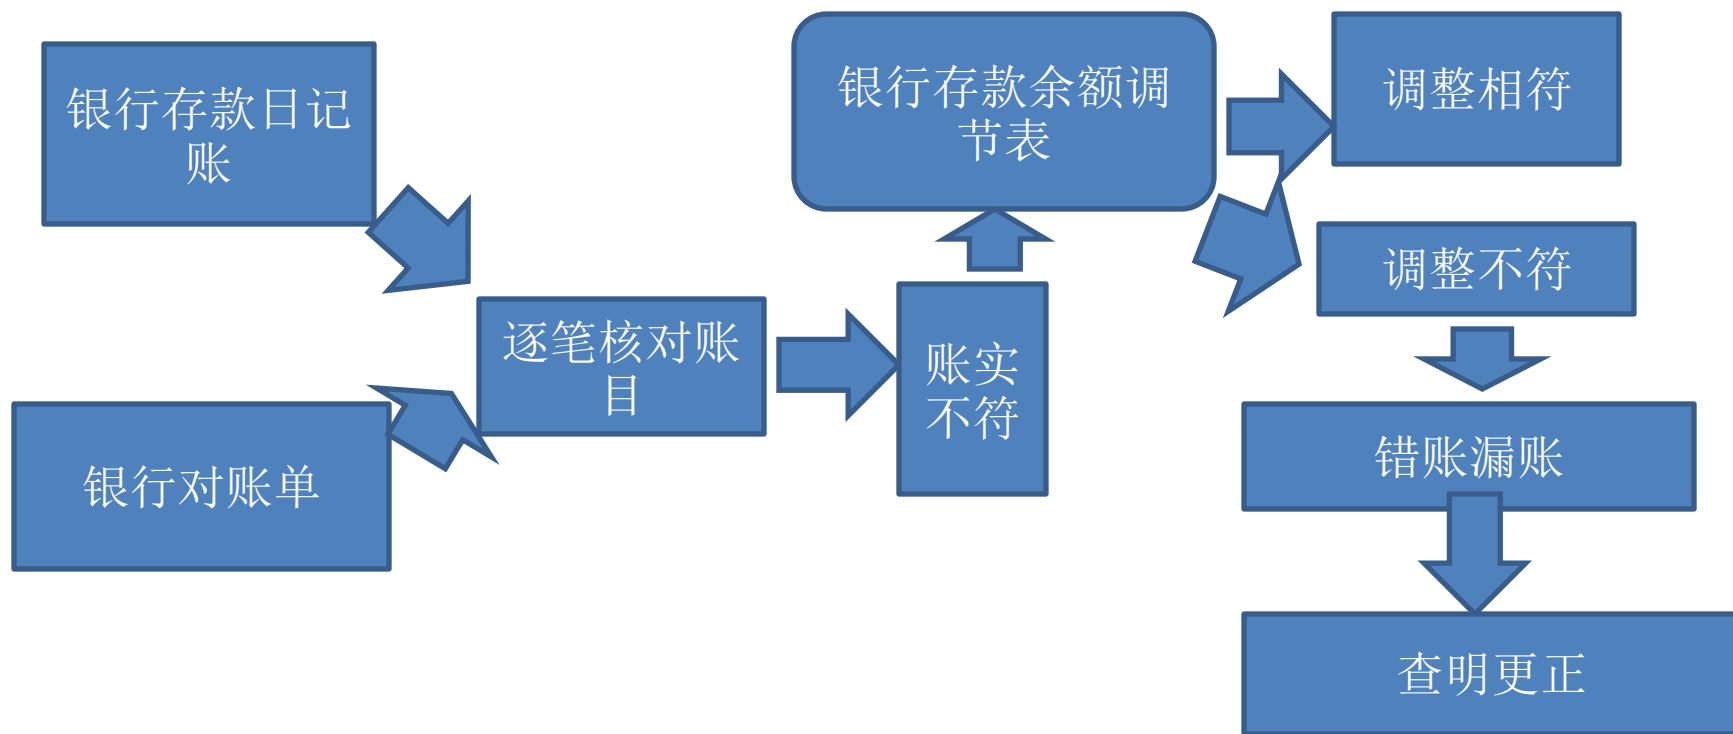 银行存款日记
账
银行对账单
逐笔核对账
目
账实
不符
银行存款余额调
节表
调整相符
调整不符
错账漏账
查明更正